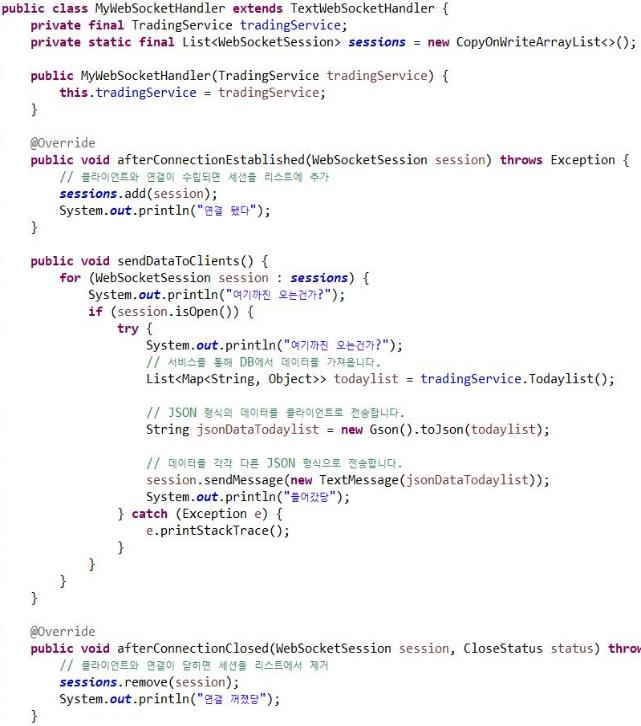 public class MyWebSocketHandler extends TextWebSocketHandler {
    private final TradingService tradingService;
    private static final List<WebSocketSession> sessions = new CopyOnWriteArrayList<>();

    public MyWebSocketHandler(TradingService tradingService) {
        this.tradingService = tradingService;
    }

    @Override
    public void afterConnectionEstablished(WebSocketSession session) throws Exception {
        // 클라이언트와 연결이 수립되면 세션을 리스트에 추가
        sessions.add(session);
        System.out.println("연결 됐다");
    }

    public void sendDataToClients() {
        for (WebSocketSession session : sessions) {
            System.out.println("여기까진 오는건가?");
            if (session.isOpen()) {
                try {
                    System.out.println("여기까진 오는건가?");
                    // 서비스를 통해 DB에서 데이터를 가져옵니다.
                    List<Map<String, Object>> todaylist = tradingService.Todaylist();

                    // JSON 형식의 데이터를 클라이언트로 전송합니다.
                    String jsonDataTodaylist = new Gson().toJson(todaylist);

                    // 데이터를 각각 다른 JSON 형식으로 전송합니다.
                    session.sendMessage(new TextMessage(jsonDataTodaylist));
                    System.out.println("들어갔당");
                } catch (Exception e) {
                    e.printStackTrace();
                }
            }
        }
    }

    @Override
    public void afterConnectionClosed(WebSocketSession session, CloseStatus status) throw
        // 클라이언트와 연결이 닫히면 세션을 리스트에서 제거
        sessions.remove(session);
        System.out.println("연결 꺼졌당");
    }